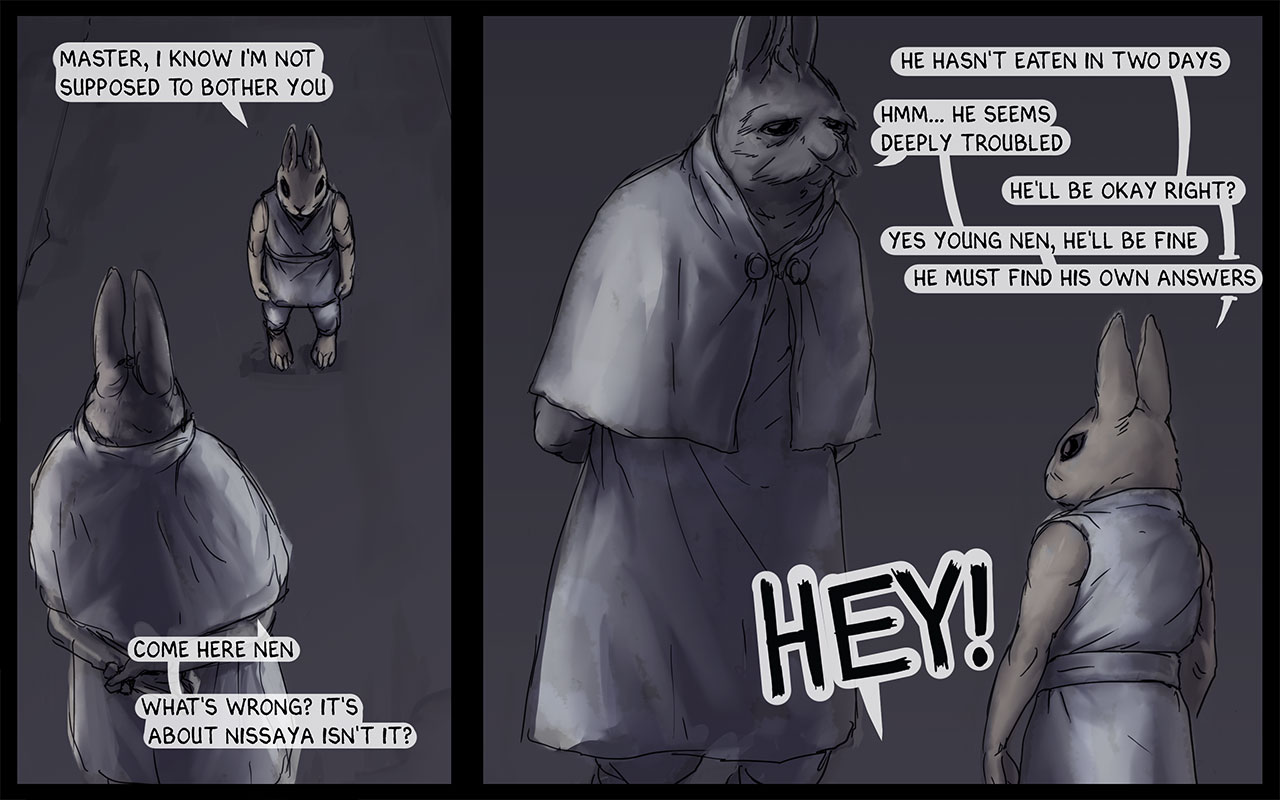 MASTER, I KNOW I'M NOT
SUPPOSED TO BOTHER YOU
COME HERE NEN
WHAT'S WRONG? IT'S
ABOUT NISSAYA ISN'T IT?
HE HASN'T EATEN IN TWO DAYS
HMM... HE SEEMS
DEEPLY TROUBLED
HE'LL BE OKAY RIGHT?
YES YOUNG NEN, HE'LL BE FINE
HE MUST FIND HIS OWN ANSWERS
HEY!